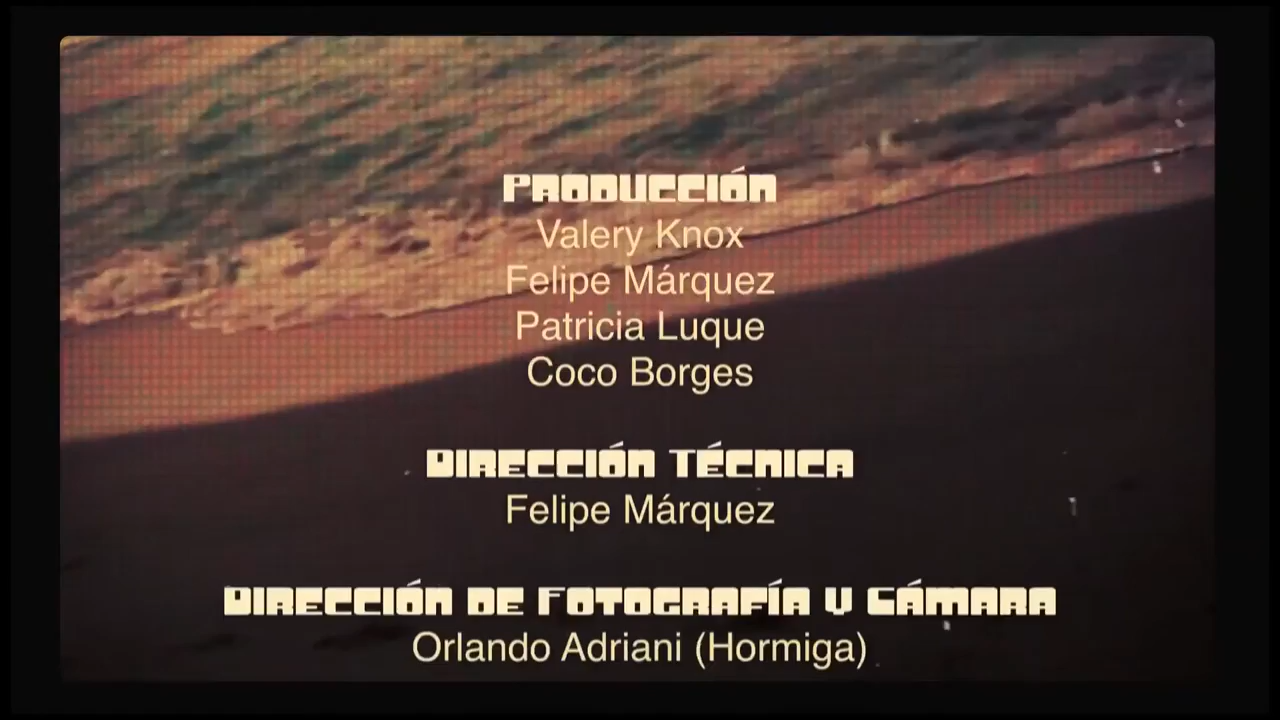 PRODUCCIÓN
Valery Knox
Felipe Márquez
Patricia Luque
Coco Borges
DIRECCIÓN TÉCNICA
Felipe Márquez
DIRECCIÓN DE FOTOGRAFÍA Y CÁMARA
Orlando Adriani (Hormiga)